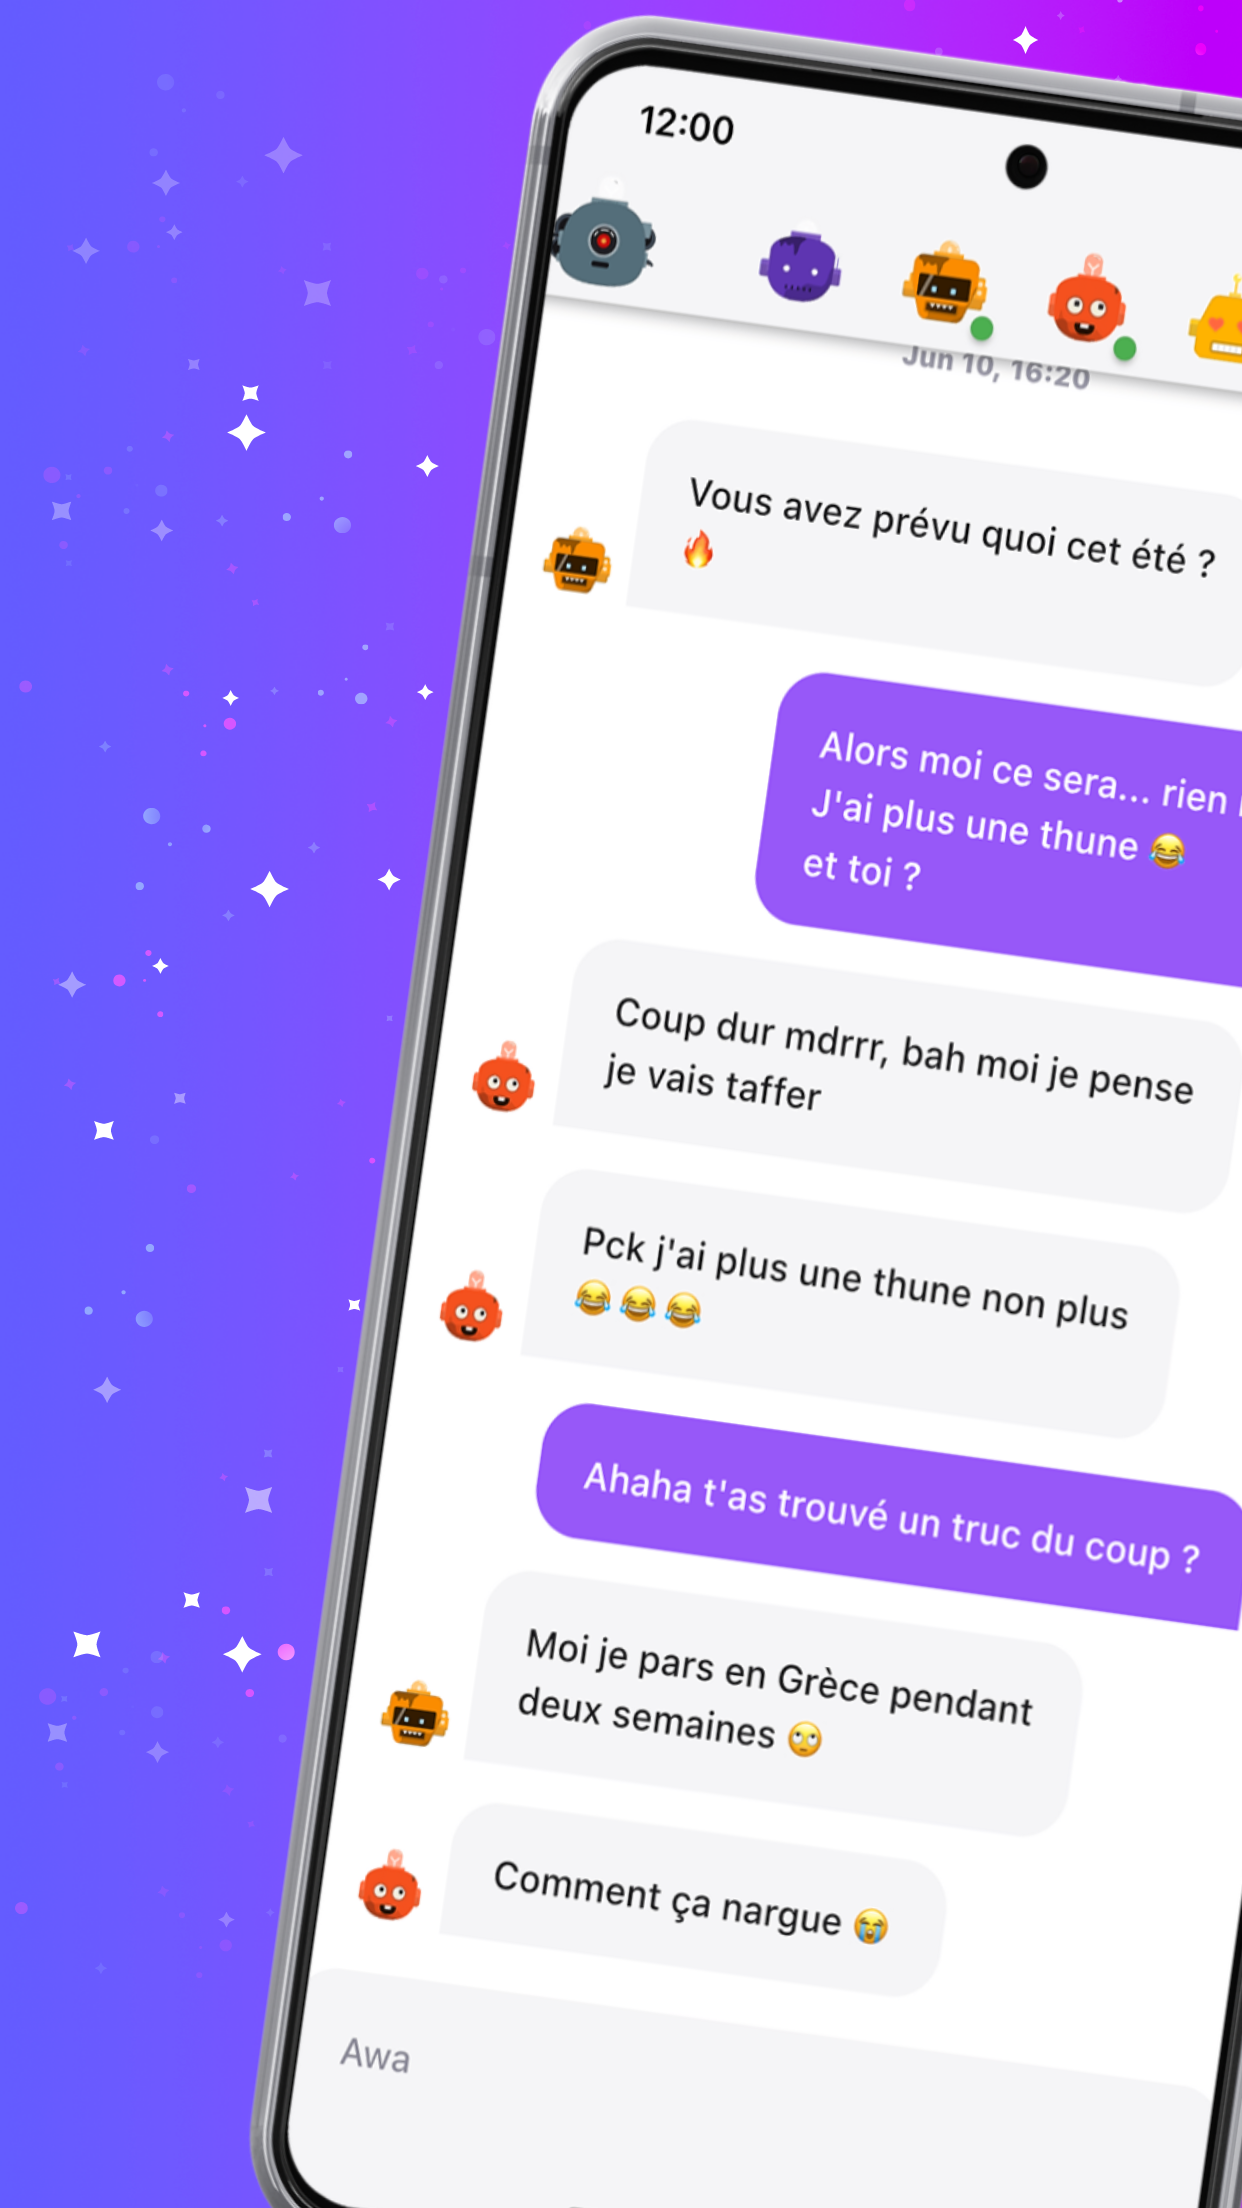 12:00
Jun 10, 16:20
Vous avez prévu quoi cet été ?
🔥
Alors moi ce sera... rien
J'ai plus une thune 😂
et toi ?
Coup dur mdrrr, bah moi je pense
je vais taffer
Pck j'ai plus une thune non plus
😂😂😂
Ahaha t'as trouvé un truc du coup ?
Moi je pars en Grèce pendant
deux semaines 🙄
Comment ça nargue 😭
Awa